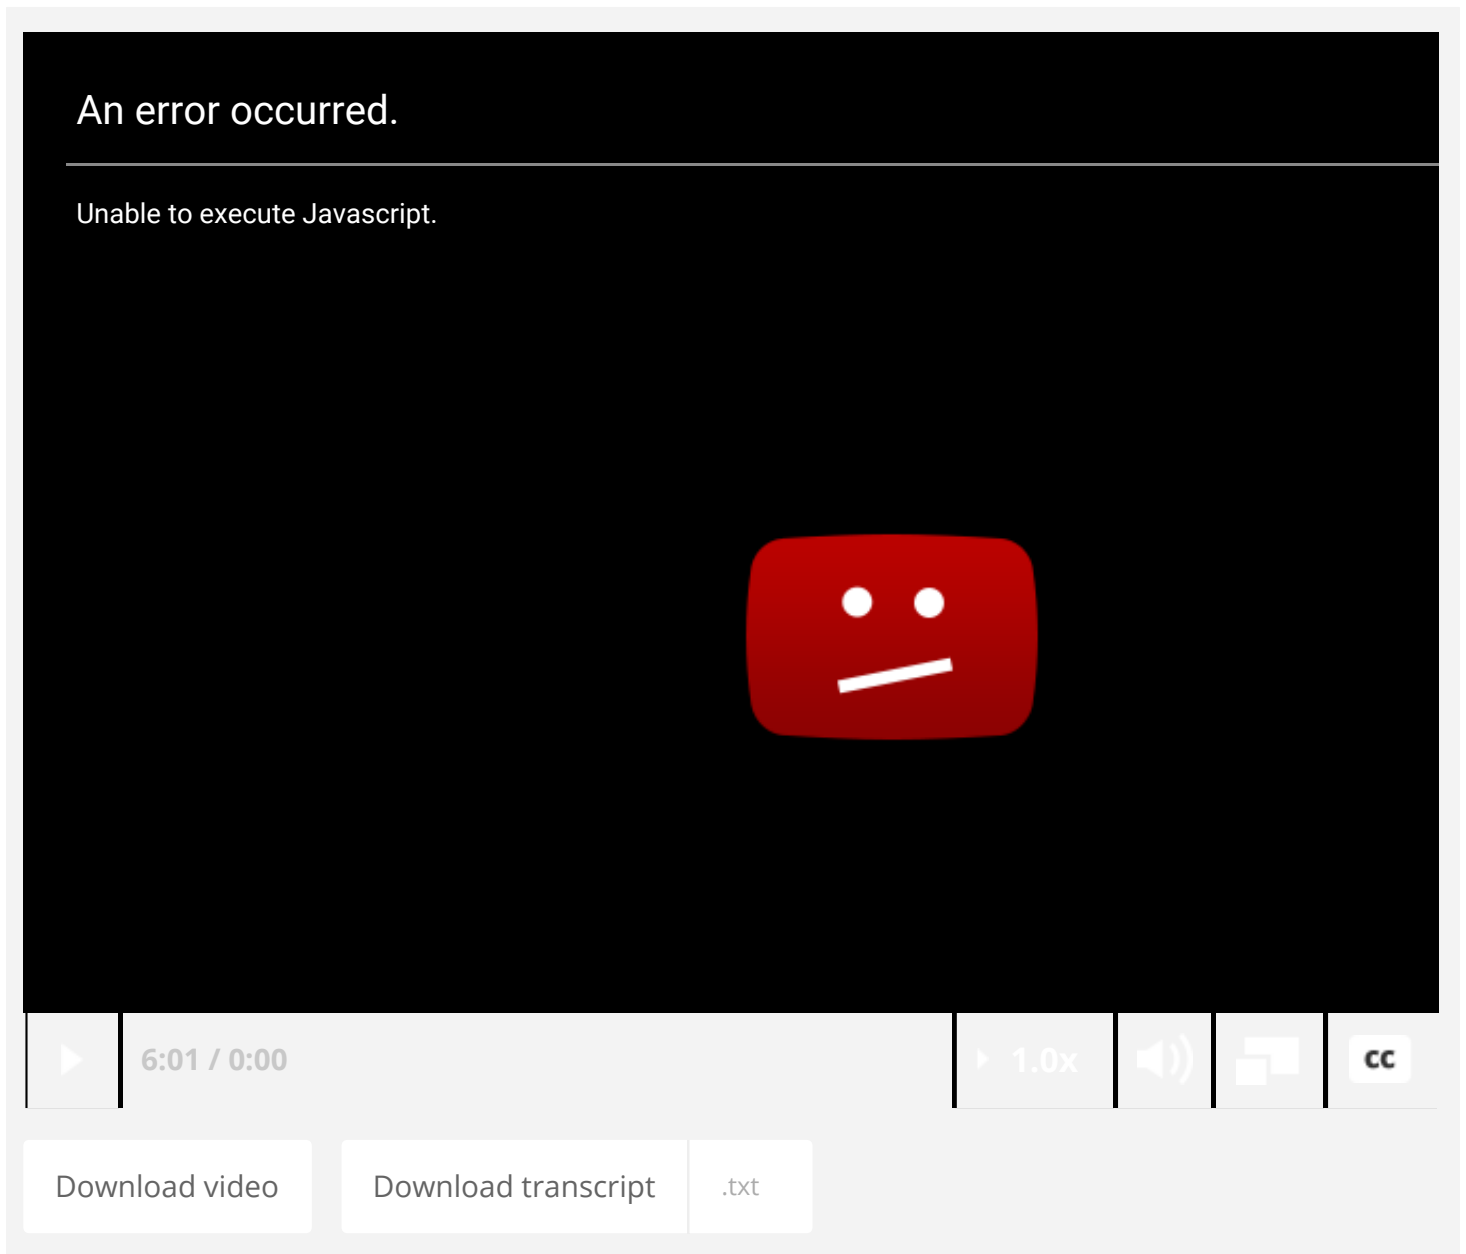 An error occurred.
Unable to execute Javascript.
6:01 / 0:00
1.0x
cc
Download video
Download transcript
.txt